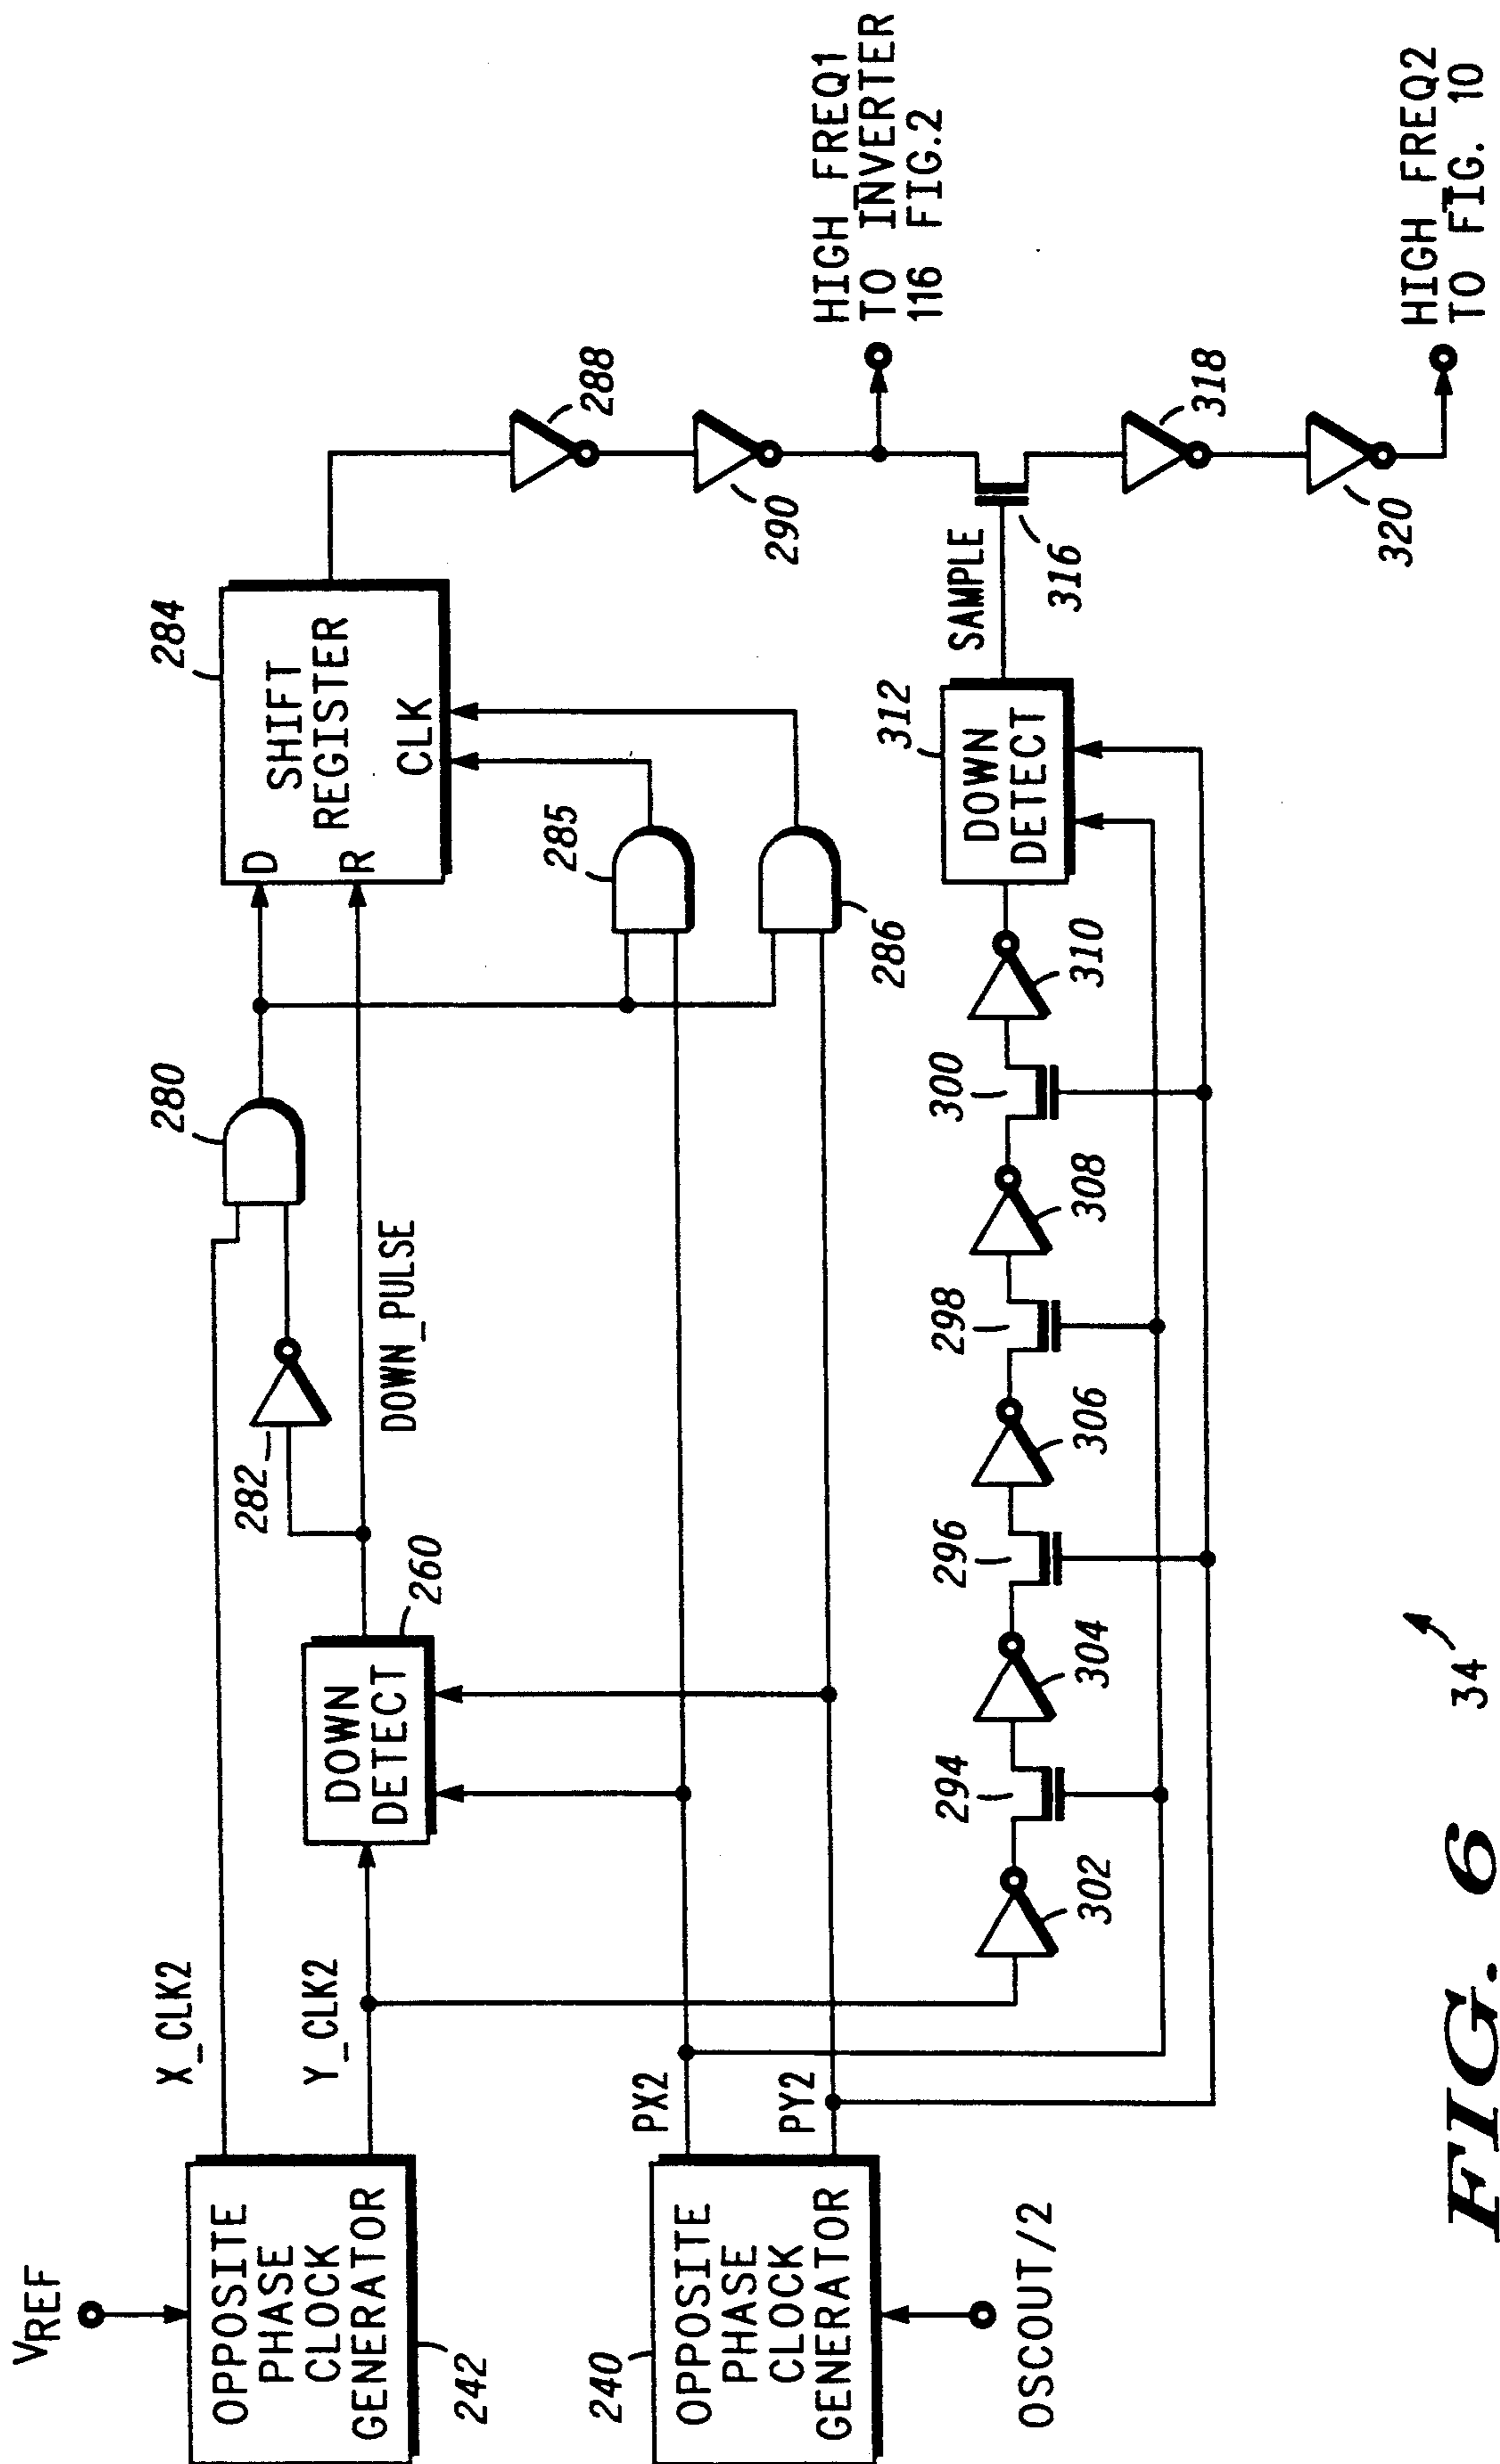 VREF
OPPOSITE
PHASE
CLOCK
GENERATOR
242
X_CLK2
Y_CLK2
OPPOSITE
PHASE
CLOCK
GENERATOR
240
PX2
PY2
OSCOUT/2
DOWN
DETECT
260
282
DOWN_PULSE
280
D
R
SHIFT
REGISTER
CLK
284
285
286
288
290
HIGH_FREQ1
TO INVERTER
116 FIG.2
302
294
304
296
306
298
308
300
310
DOWN
DETECT
312
SAMPLE
316
318
320
HIGH_FREQ2
TO FIG. 10
34
FIG. 6